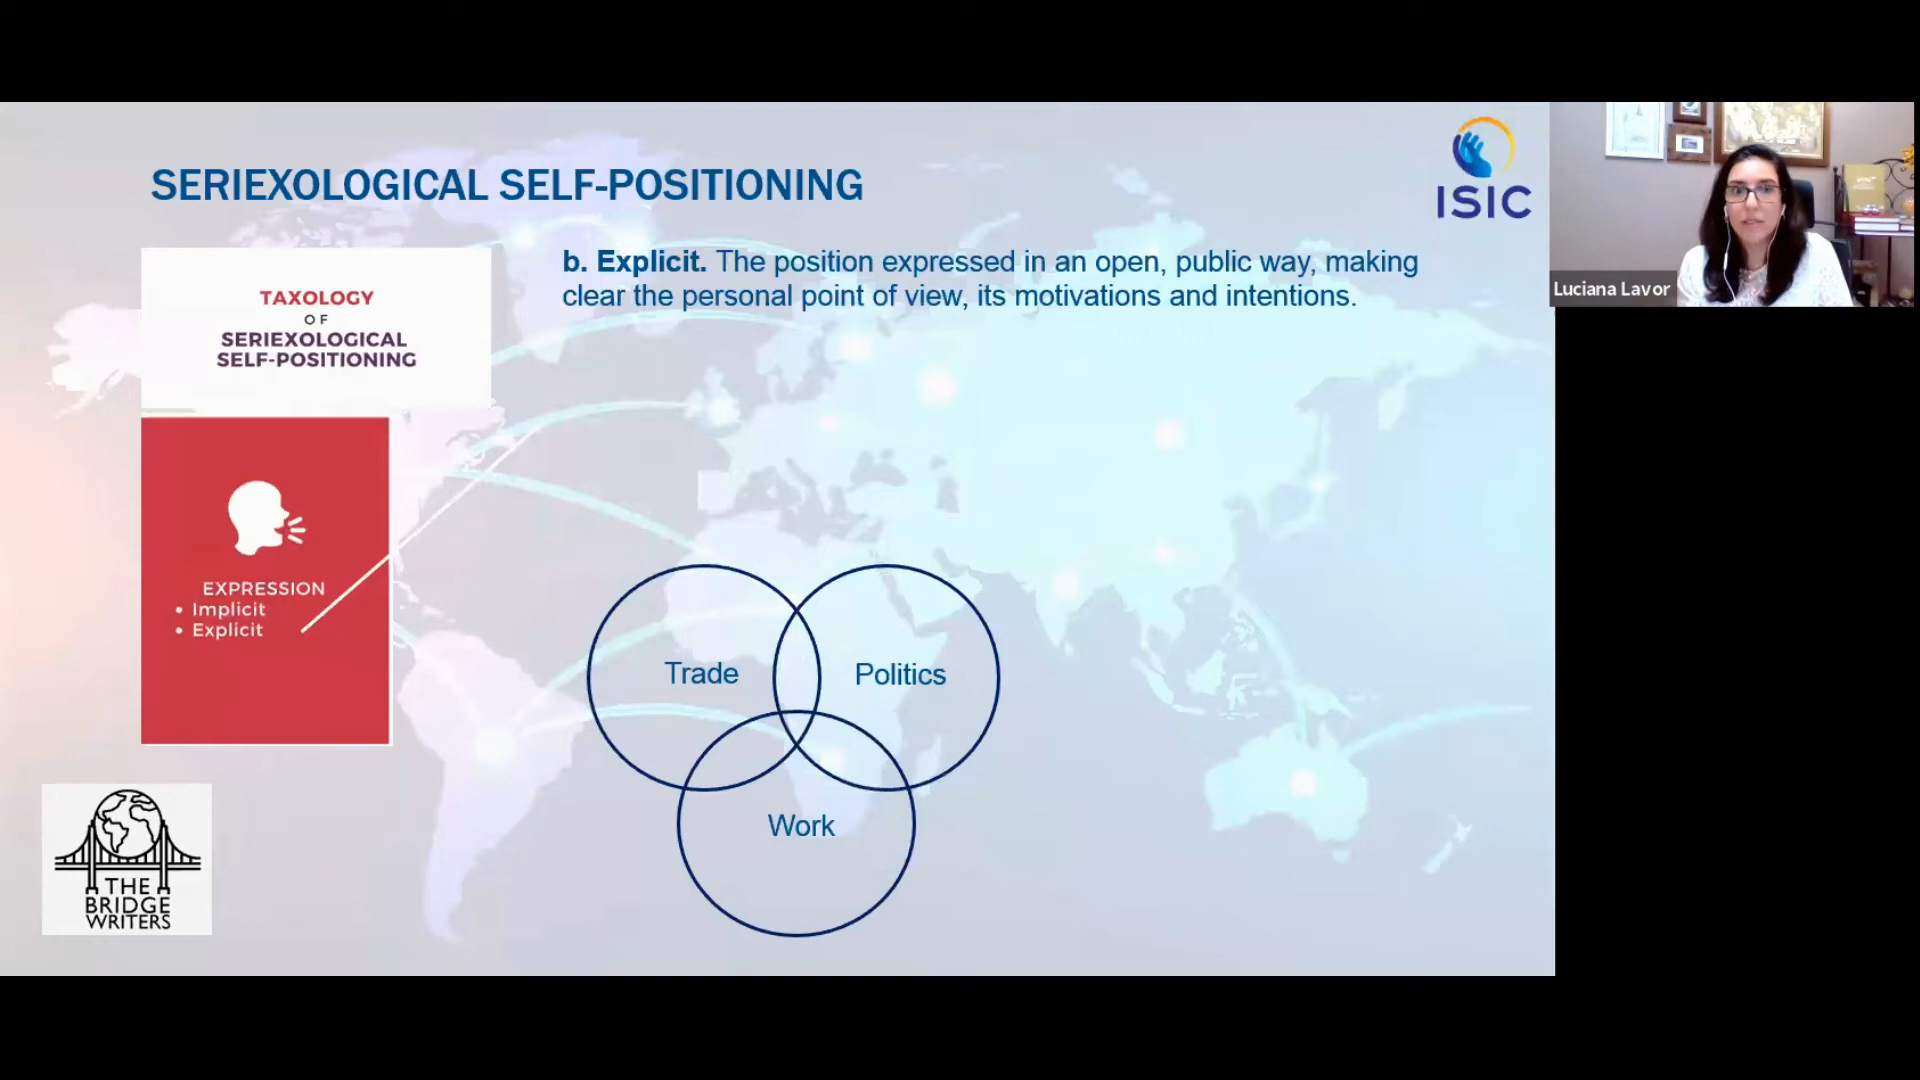 SERIEXOLOGICAL SELF-POSITIONING
ISIC
Luciana Lavor
TAXOLOGY
OF
SERIEXOLOGICAL
SELF-POSITIONING
b. Explicit. The position expressed in an open, public way, making
clear the personal point of view, its motivations and intentions.
EXPRESSION
• Implicit
• Explicit
Trade
Politics
Work
THE
BRIDGE
WRITERS